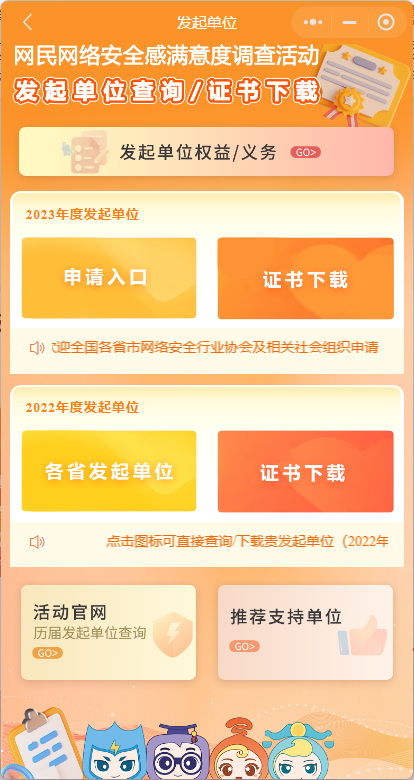 发起单位
网民网络安全感满意度调查活动
发起单位查询/证书下载
发起单位权益/义务 GO>
2023年度发起单位
申请入口
证书下载
迎全国各省市网络安全行业协会及相关社会组织申请
2022年度发起单位
各省发起单位
证书下载
点击图标可直接查询/下载贵发起单位（2022年
活动官网
历届发起单位查询
GO>
推荐支持单位
GO>